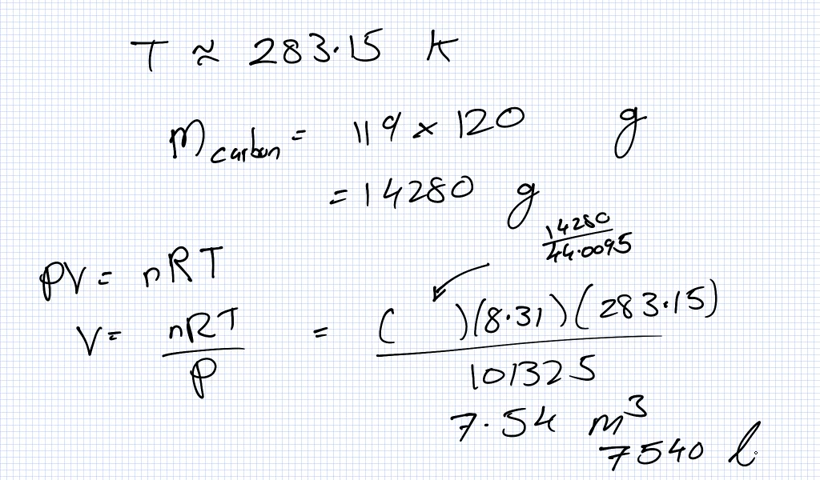 T ≈ 283.15 K
m carbon = 119 × 120 g
= 14280 g
14280
44.0095
PV = nRT
V = nRT = ( )(8.31)(283.15)
P 101325
7.54 m³
7540 l